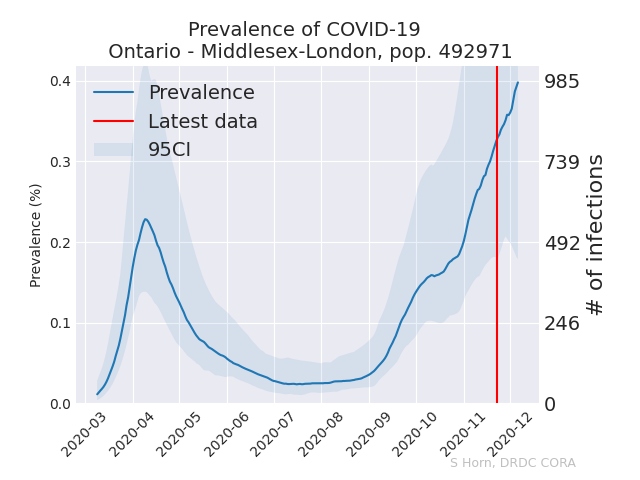 Prevalence of COVID-19
Ontario - Middlesex-London, pop. 492971
Prevalence
Latest data
95CI
Prevalence (%)
0.4
0.3
0.2
0.1
0.0
985
739
492
246
0
# of infections
2020-03
2020-04
2020-05
2020-06
2020-07
2020-08
2020-09
2020-10
2020-11
2020-12
S Horn, DRDC CORA